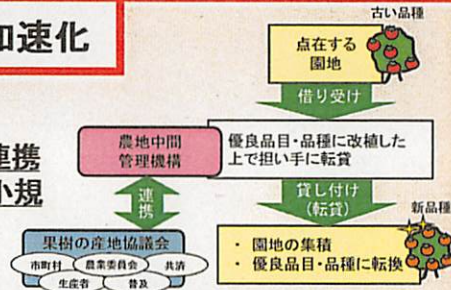 加速化
古い品種
点在する
園地
借り受け
連携
小規
農地中間
管理機構
優良品目・品種に改植した
上で担い手に転貸
連携
貸し付け
(転貸)
新品種
果樹の産地協議会
市町村 農業委員会 共済
生産者 普及
・ 園地の集積
・ 優良品目・品種に転換